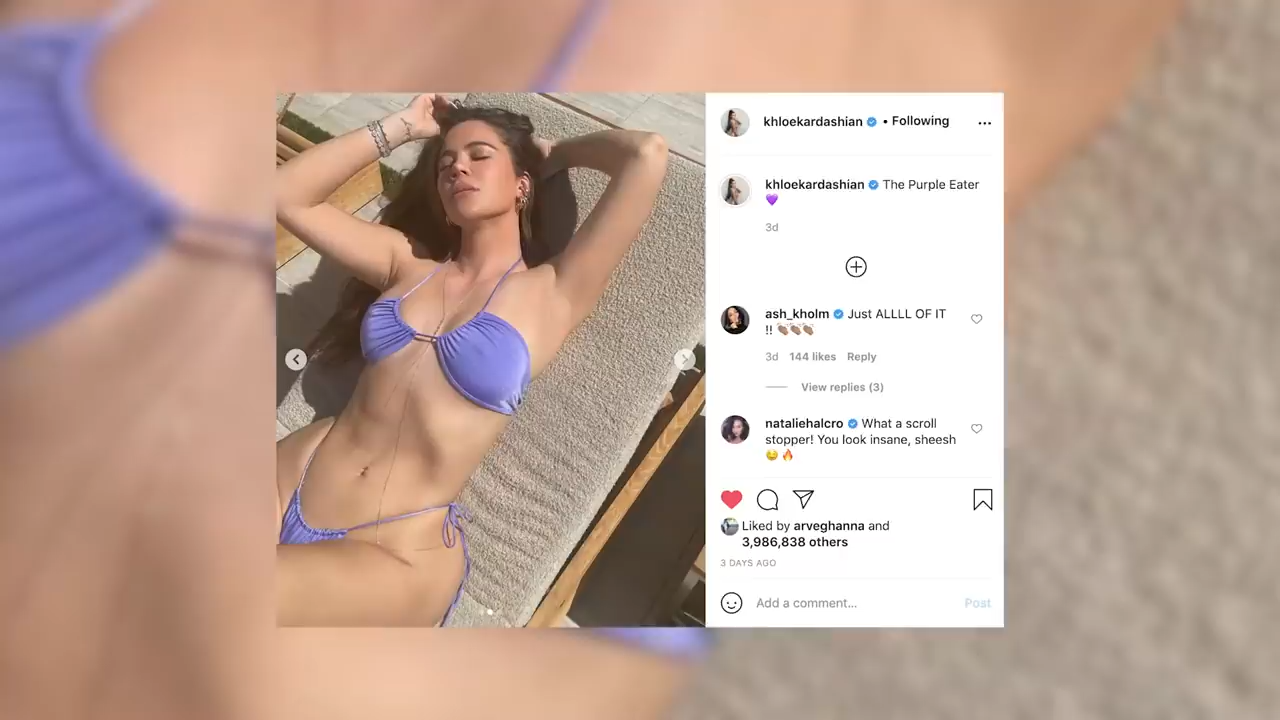 khloekardashian • Following
khloekardashian The Purple Eater
💜
3d
ash_kholm Just ALLLL OF IT
!! 👏🏽👏🏽👏🏽
3d 144 likes Reply
View replies (3)
nataliehalcro What a scroll
stopper! You look insane, sheesh
🤤 🔥
Liked by arveghanna and
3,986,838 others
3 DAYS AGO
Add a comment... Post